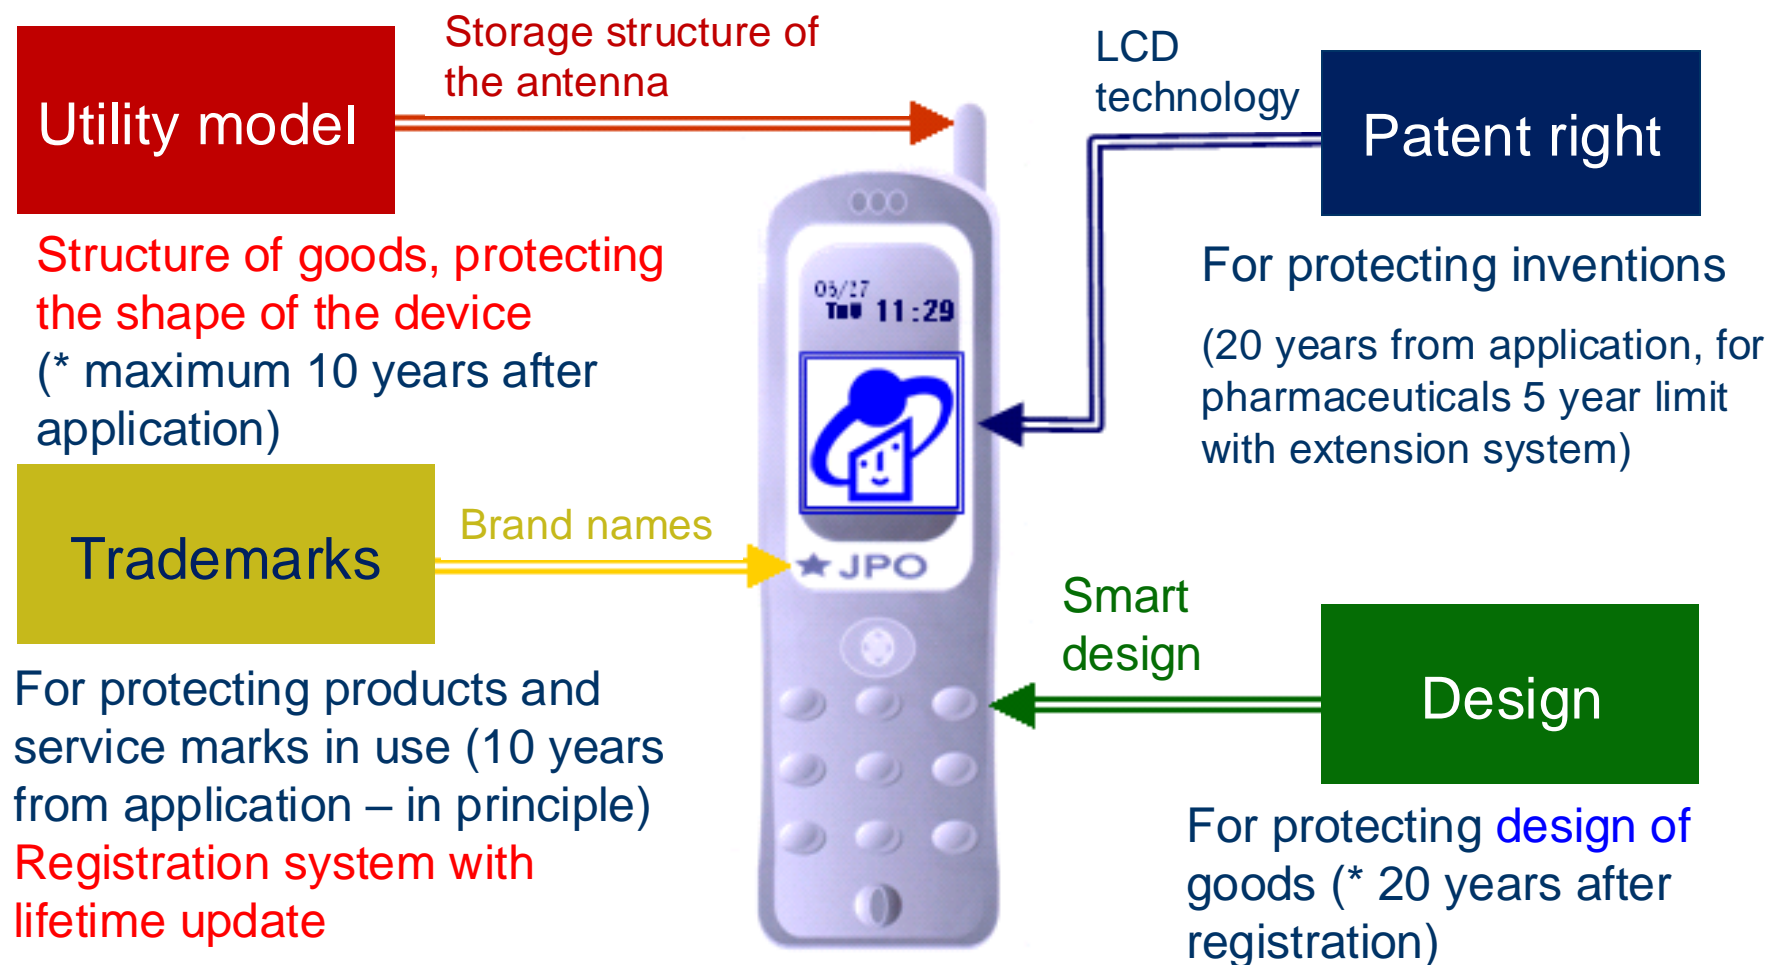 Utility model
Storage structure of
the antenna
Structure of goods, protecting
the shape of the device
(* maximum 10 years after
application)
LCD
technology
Patent right
For protecting inventions
(20 years from application, for
pharmaceuticals 5 year limit
with extension system)
Trademarks
Brand names
For protecting products and
service marks in use (10 years
from application – in principle)
Registration system with
lifetime update
11:29
JPO
Smart
design
Design
For protecting design of
goods (* 20 years after
registration)